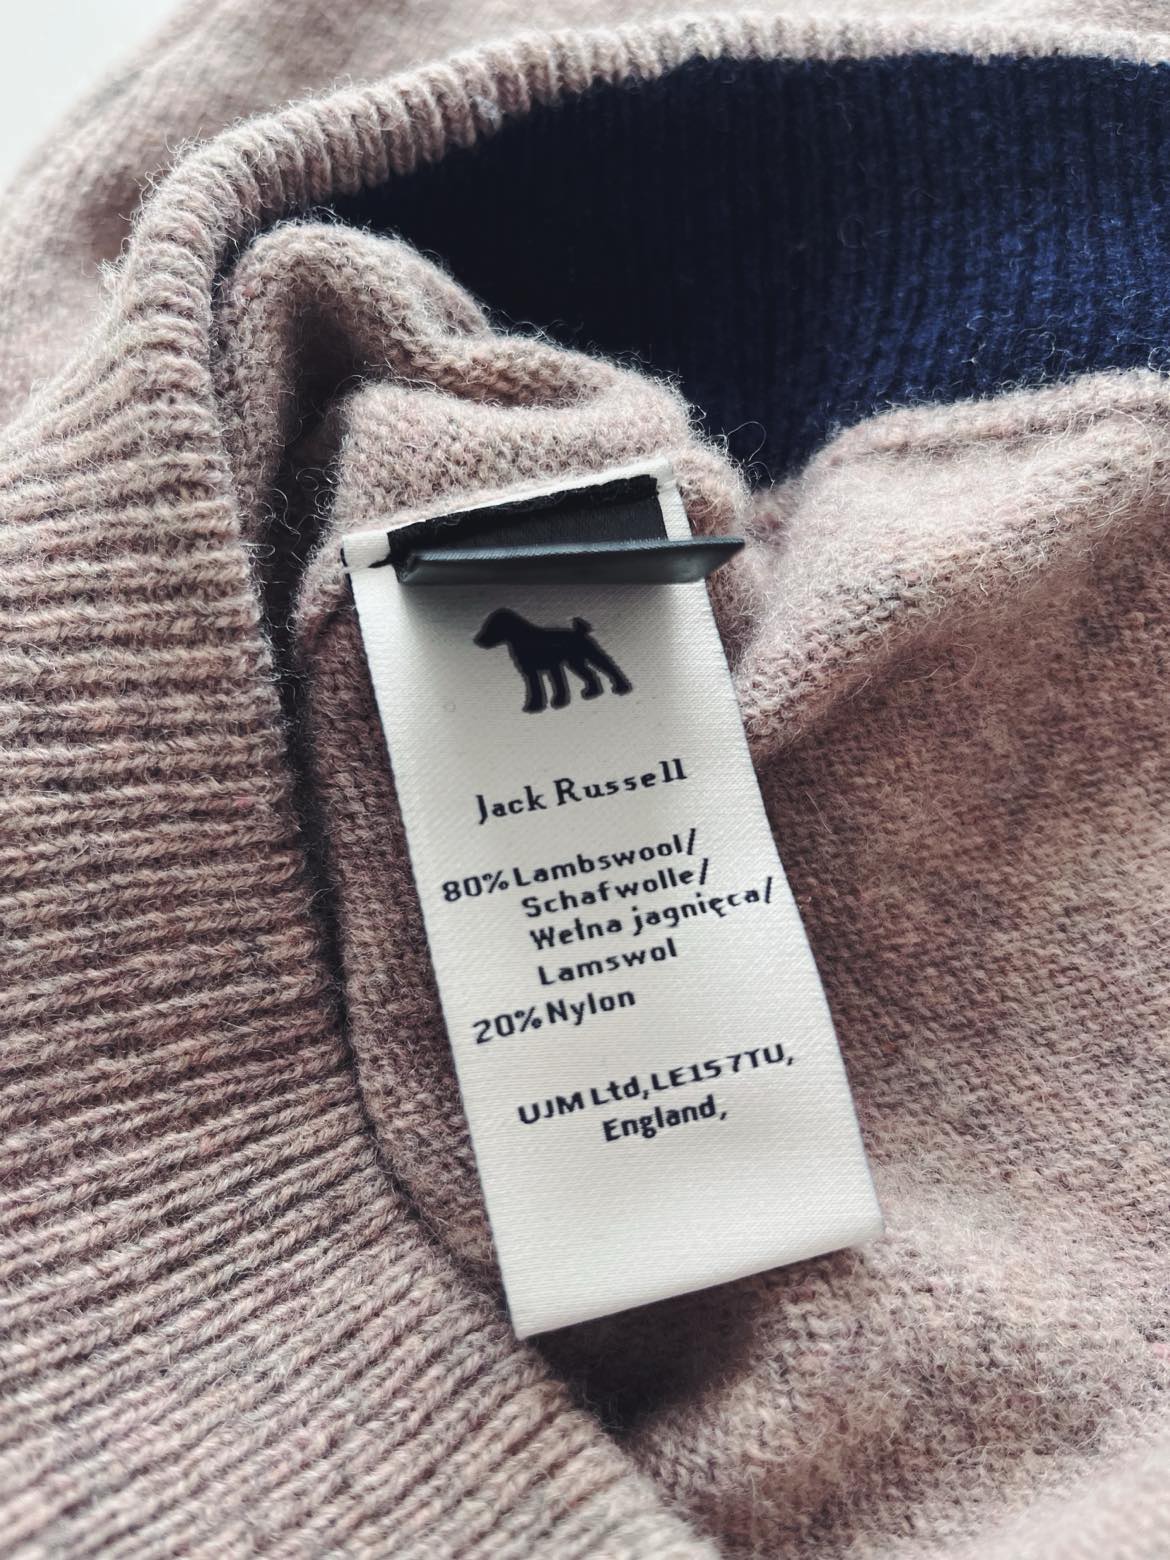 Jack Russell
80% Lambswool/
Schafwolle/
Wełna jagnięca/
Lamswol
20% Nylon
UJM Ltd, LE15 7TU,
England,